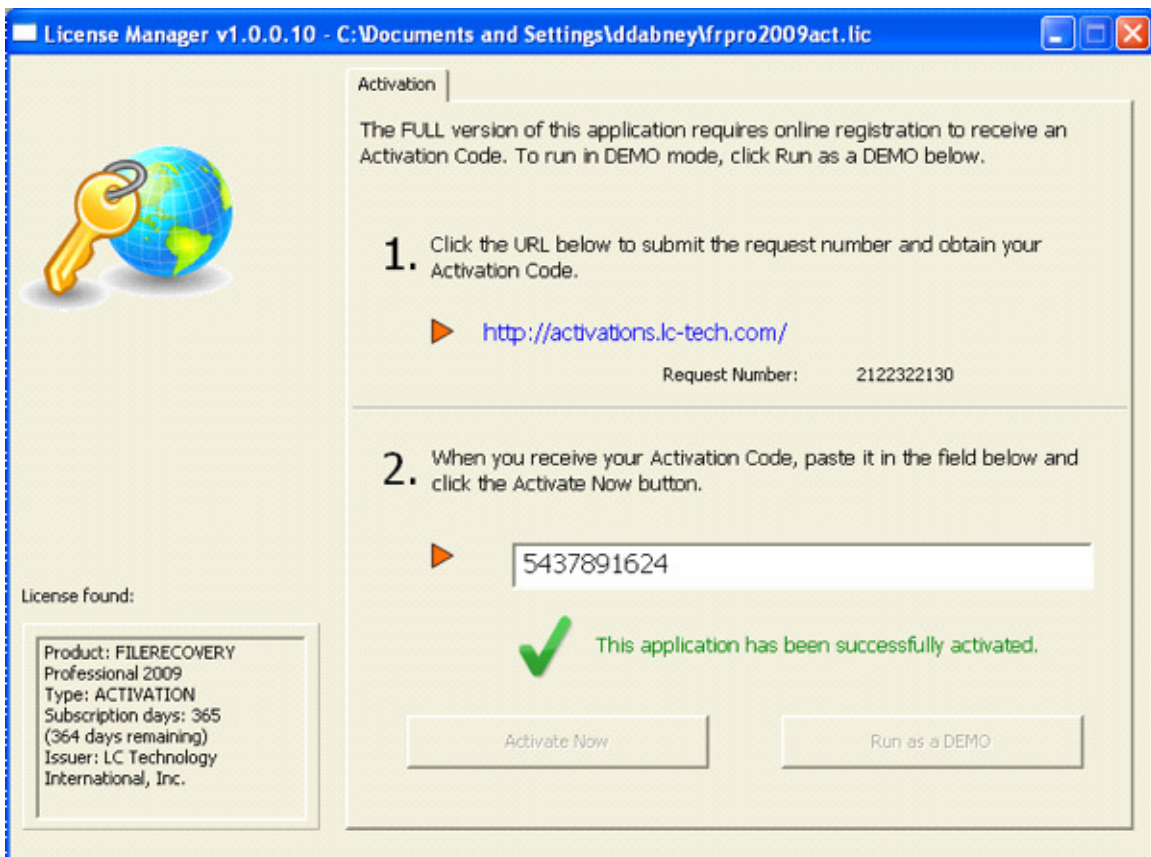 License Manager v1.0.0.10 - C:\Documents and Settings\ddabney\frpro2009act.lic
Activation
The FULL version of this application requires online registration to receive an
Activation Code. To run in DEMO mode, click Run as a DEMO below.
1. Click the URL below to submit the request number and obtain your
Activation Code.
http://activations.lc-tech.com/
Request Number: 2122322130
2. When you receive your Activation Code, paste it in the field below and
click the Activate Now button.
5437891624
This application has been successfully activated.
Activate Now Run as a DEMO
License found:
Product: FILERECOVERY
Professional 2009
Type: ACTIVATION
Subscription days: 365
(364 days remaining)
Issuer: LC Technology
International, Inc.